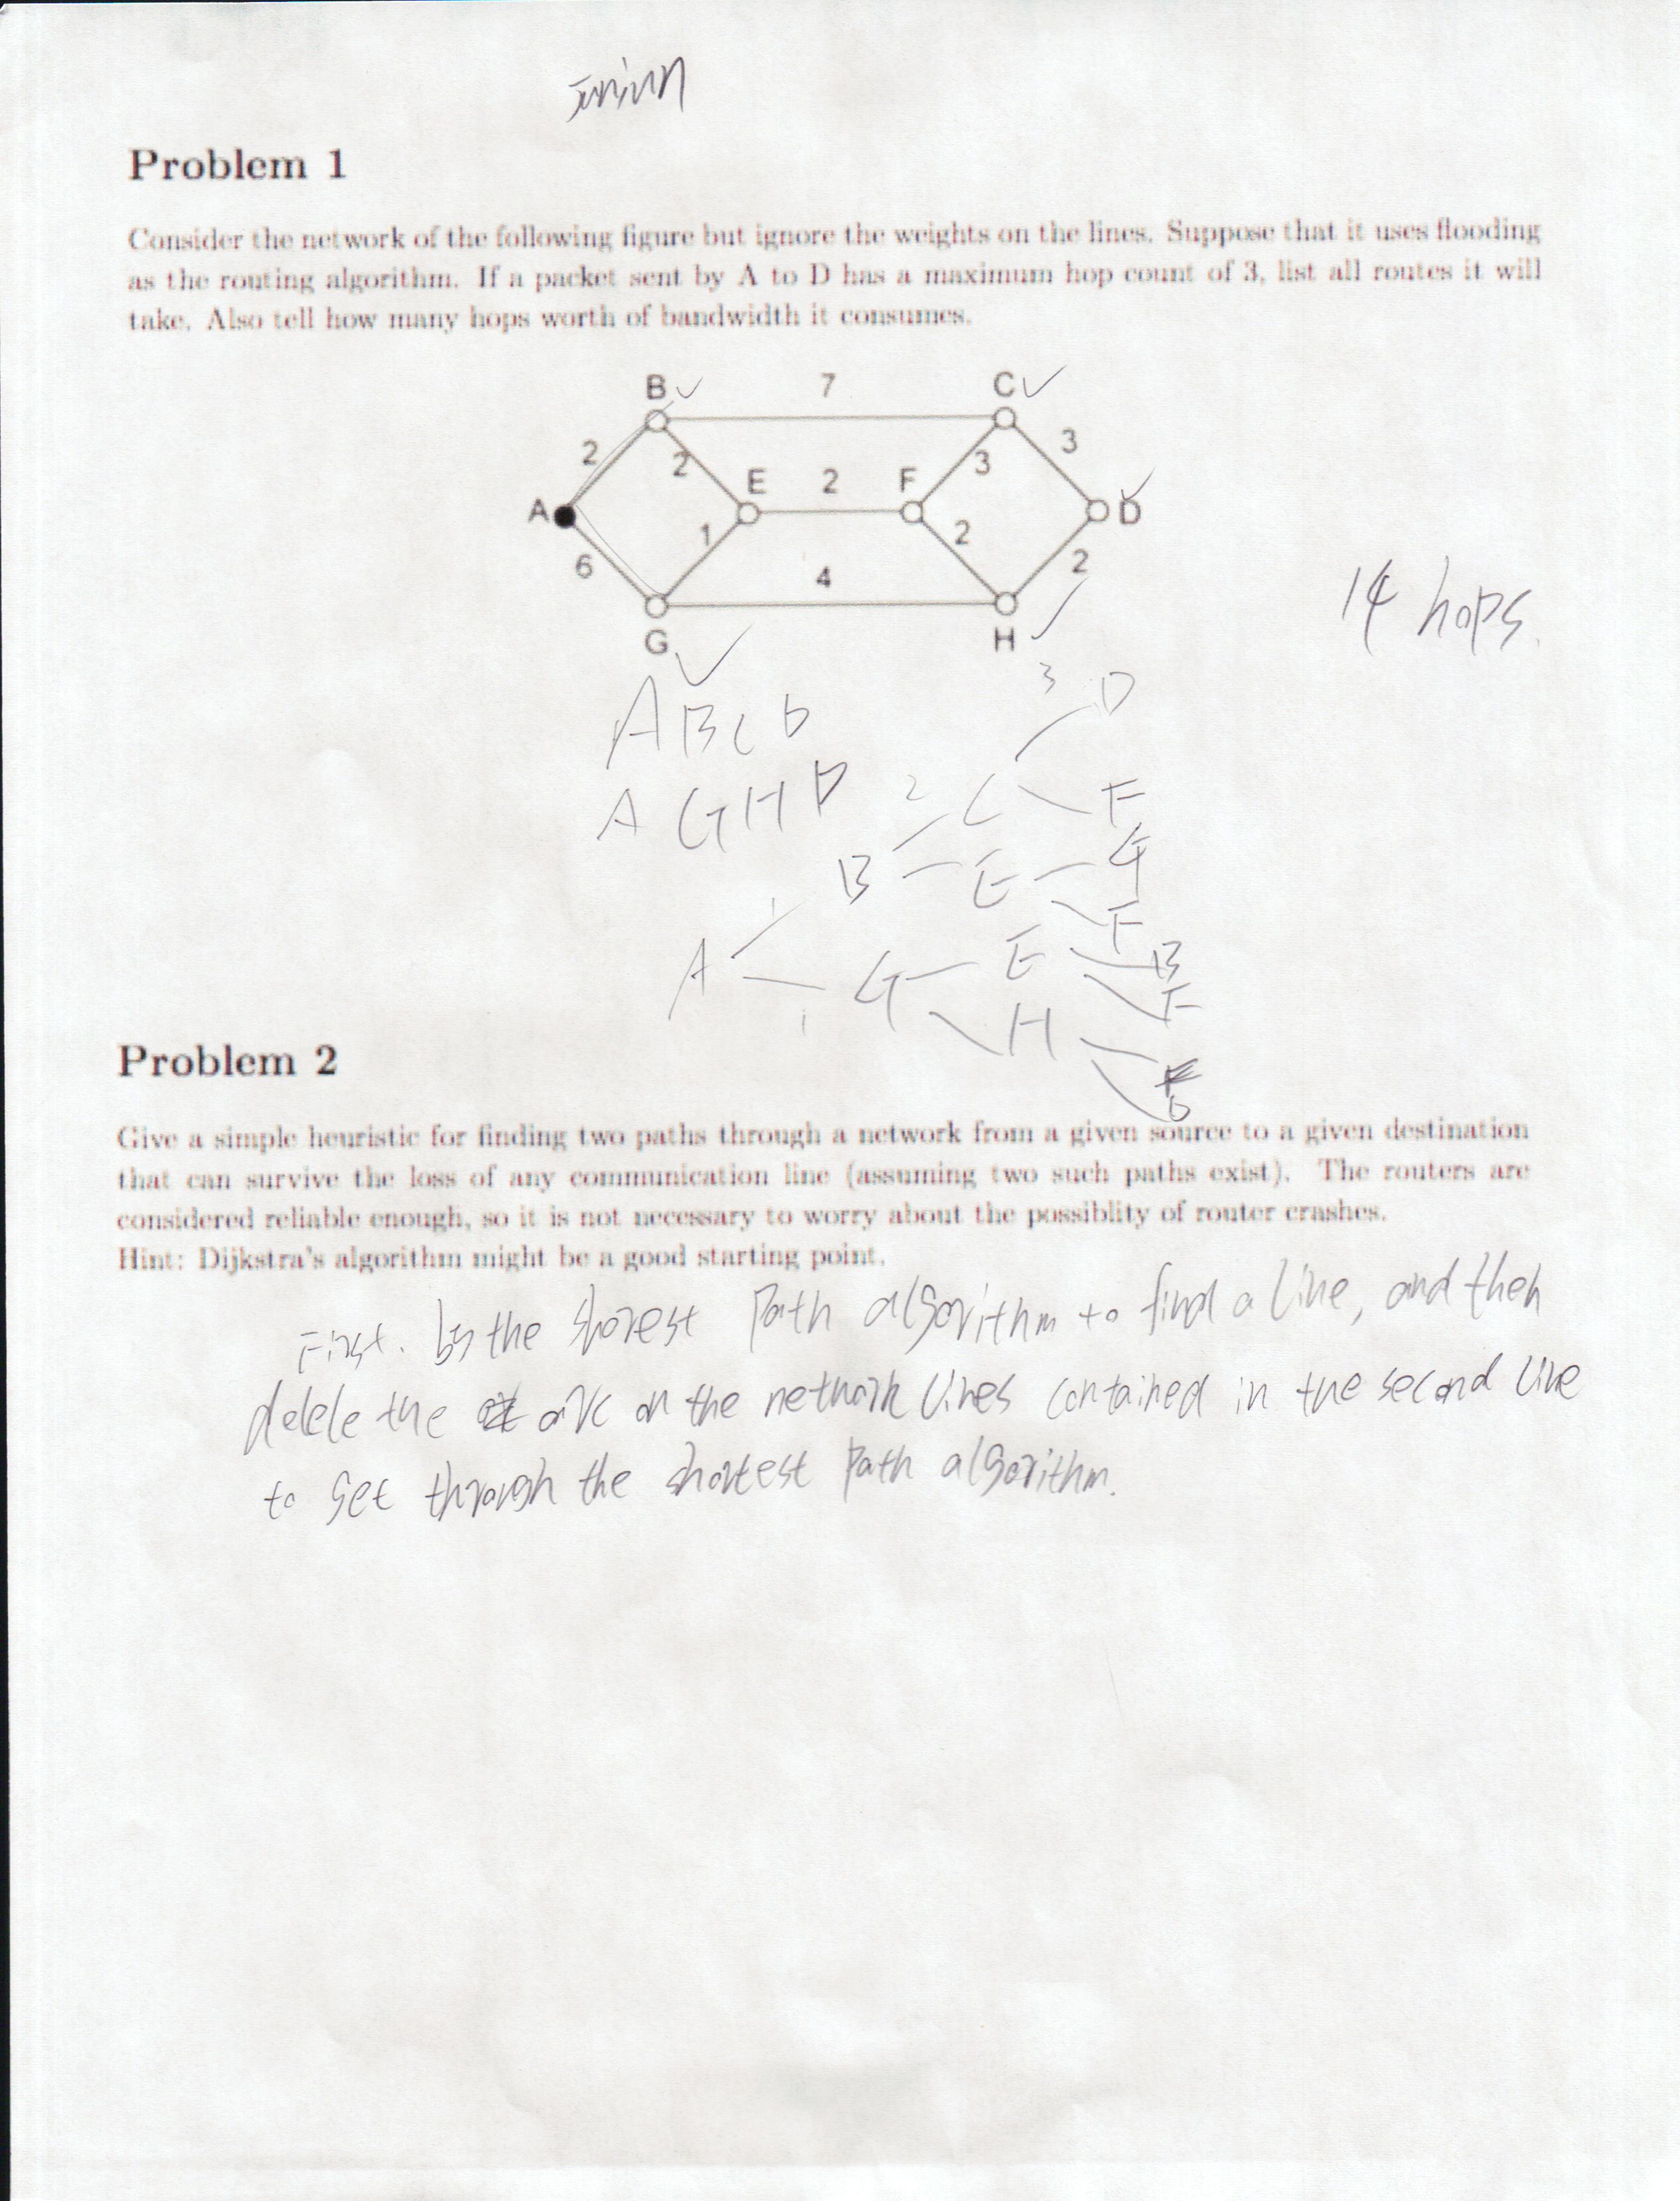 Problem 1
Consider the network of the following figure but ignore the weights on the lines. Suppose that it uses flooding
as the routing algorithm. If a packet sent by A to D has a maximum hop count of 3, list all routes it will
take. Also tell how many hops worth of bandwidth it consumes.
B 7 C
2 2 3 3
A E 2 F D
6 1 2 2
4
G H
14 hops.
A B C D
A G H D
3 D
2 C F
B E G
1 F
A G E B
1 F
H F
D
Problem 2
Give a simple heuristic for finding two paths through a network from a given source to a given destination
that can survive the loss of any communication line (assuming two such paths exist). The routers are
considered reliable enough, so it is not necessary to worry about the possiblity of router crashes.
Hint: Dijkstra's algorithm might be a good starting point.
First. by the shorest Path algorithm to find a line, and then
delele the arc on the network lines contained in the second line
to get through the shortest path algorithm.